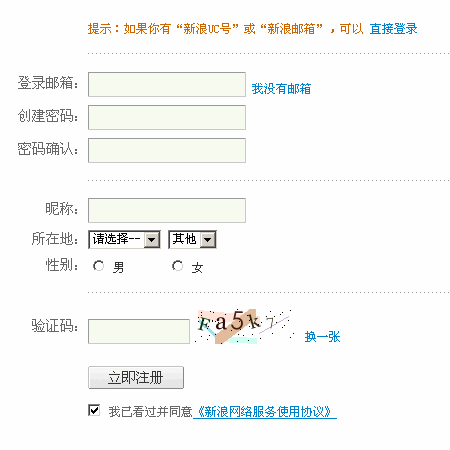 提示：如果你有“新浪UC号”或“新浪邮箱”，可以 直接登录
登录邮箱： 我没有邮箱
创建密码：
密码确认：
昵称：
所在地： 请选择-- 其他
性别： 男 女
验证码： Fa5k7 换一张
立即注册
我已看过并同意《新浪网络服务使用协议》